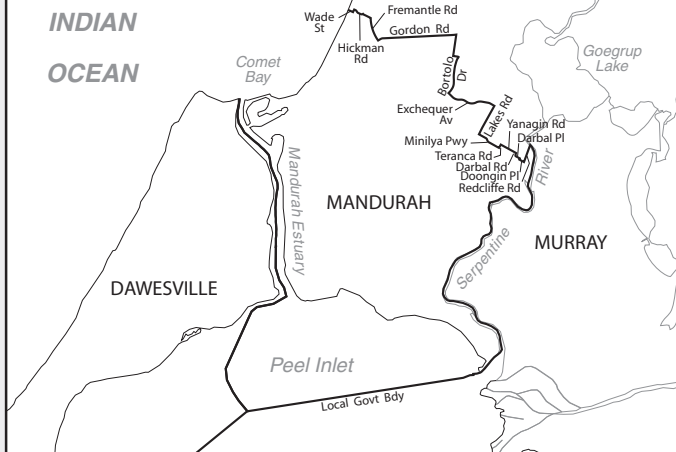 INDIAN
OCEAN
Wade
St
Fremantle Rd
Gordon Rd
Hickman
Rd
Comet
Bay
Goegrup
Lake
Bortolo
Dr
Exchequer
Av
Lakes Rd
Yanagin Rd
Minilya Pwy
Darbal Pl
Teranca Rd
Darbal Rd
Doongin Pl
Redcliffe Rd
River
Mandurah Estuary
MANDURAH
MURRAY
Serpentine
DAWESVILLE
Peel Inlet
Local Govt Bdy